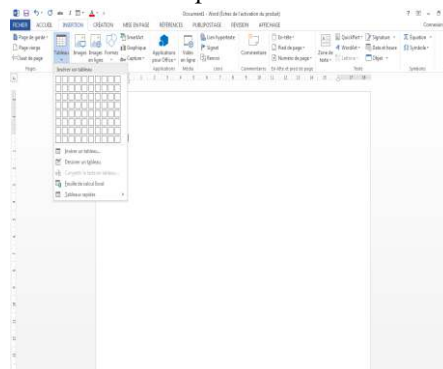 Document1 - Word (Échec de l'activation du produit)
FICHIER ACCUEIL INSERTION CRÉATION MISE EN PAGE RÉFÉRENCES PUBLIPOSTAGE RÉVISION AFFICHAGE
Page de garde
Page vierge
Saut de page
Pages
Tableau
Images
Images en ligne
Formes
SmartArt
Graphique
Capture
Applications pour Office
Applications
Vidéo en ligne
Média
Lien hypertexte
Signet
Renvoi
Liens
Commentaire
Commentaires
En-tête
Pied de page
Numéro de page
En-tête et pied de page
Zone de texte
QuickPart
WordArt
Lettrine
Signature
Date et heure
Objet
Texte
Équation
Symbole
Symboles
Insérer un tableau
Insérer un tableau...
Dessiner un tableau
Convertir le texte en tableau...
Feuille de calcul Excel
Tableaux rapides